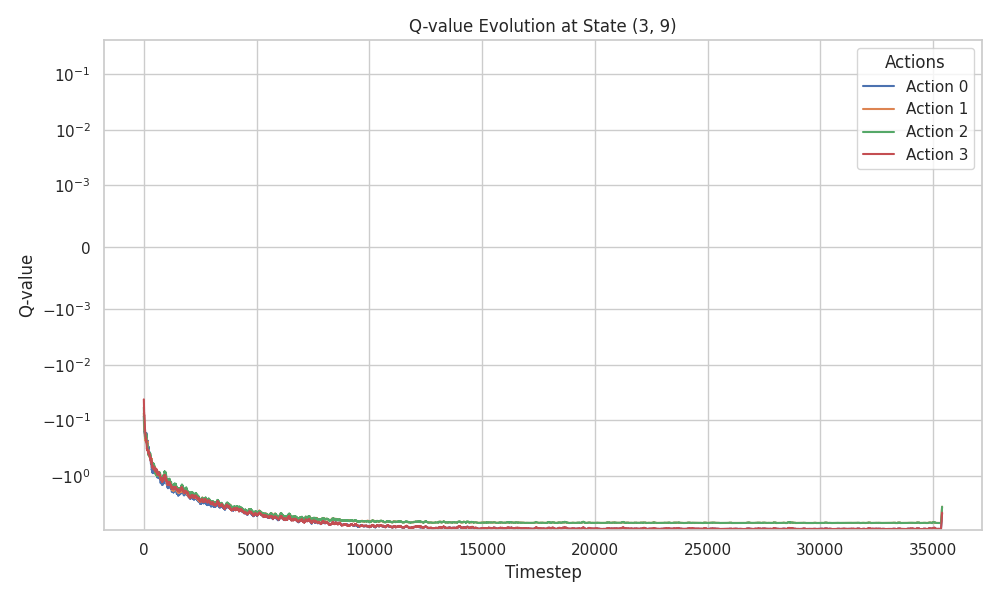 Q-value Evolution at State (3, 9)
Actions
Action 0
Action 1
Action 2
Action 3
Q-value
10⁻¹
10⁻²
10⁻³
0
−10⁻³
−10⁻²
−10⁻¹
−10⁰
0 5000 10000 15000 20000 25000 30000 35000
Timestep